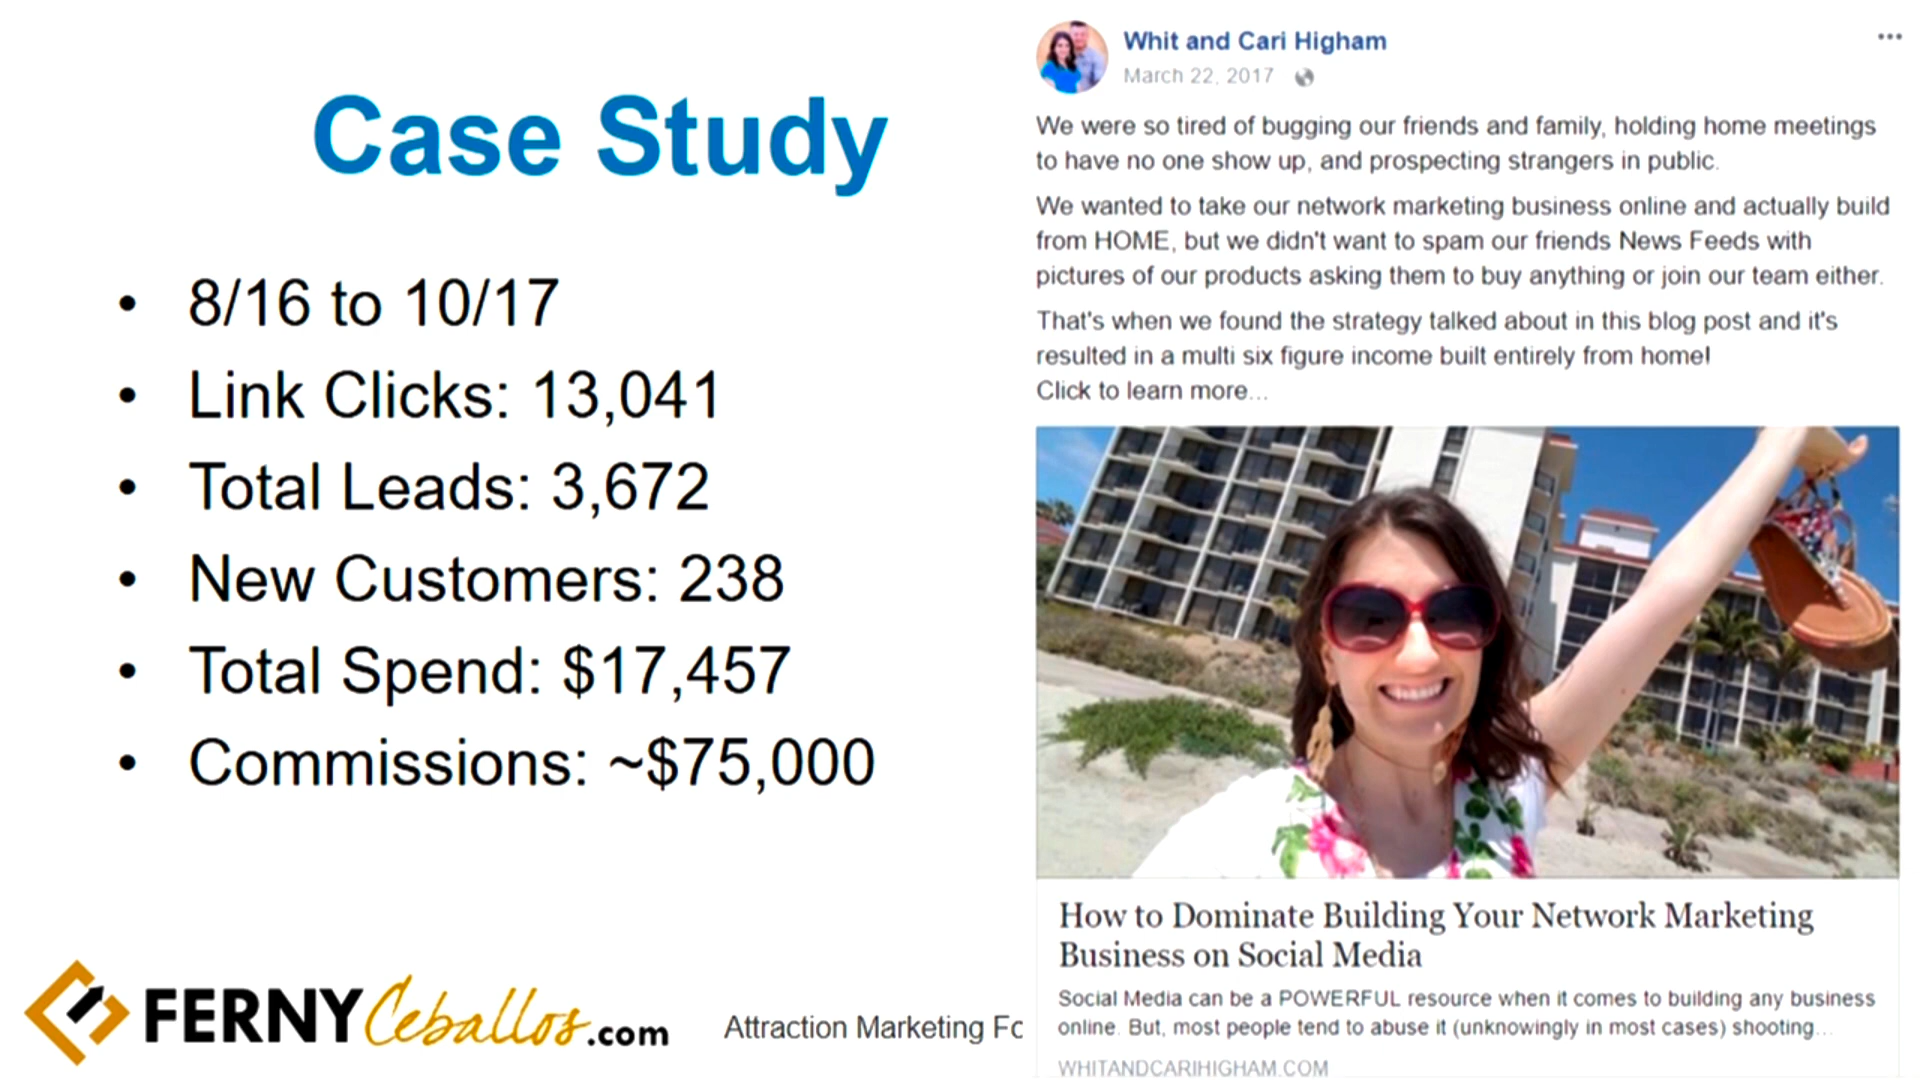 Case Study
• 8/16 to 10/17
• Link Clicks: 13,041
• Total Leads: 3,672
• New Customers: 238
• Total Spend: $17,457
• Commissions: ~$75,000
FERNYCeballos.com
Attraction Marketing Fo
Whit and Cari Higham
March 22, 2017
We were so tired of bugging our friends and family, holding home meetings
to have no one show up, and prospecting strangers in public.
We wanted to take our network marketing business online and actually build
from HOME, but we didn't want to spam our friends News Feeds with
pictures of our products asking them to buy anything or join our team either.
That's when we found the strategy talked about in this blog post and it's
resulted in a multi six figure income built entirely from home!
Click to learn more...
How to Dominate Building Your Network Marketing
Business on Social Media
Social Media can be a POWERFUL resource when it comes to building any business
online. But, most people tend to abuse it (unknowingly in most cases) shooting...
WHITANDCARIHIGHAM.COM